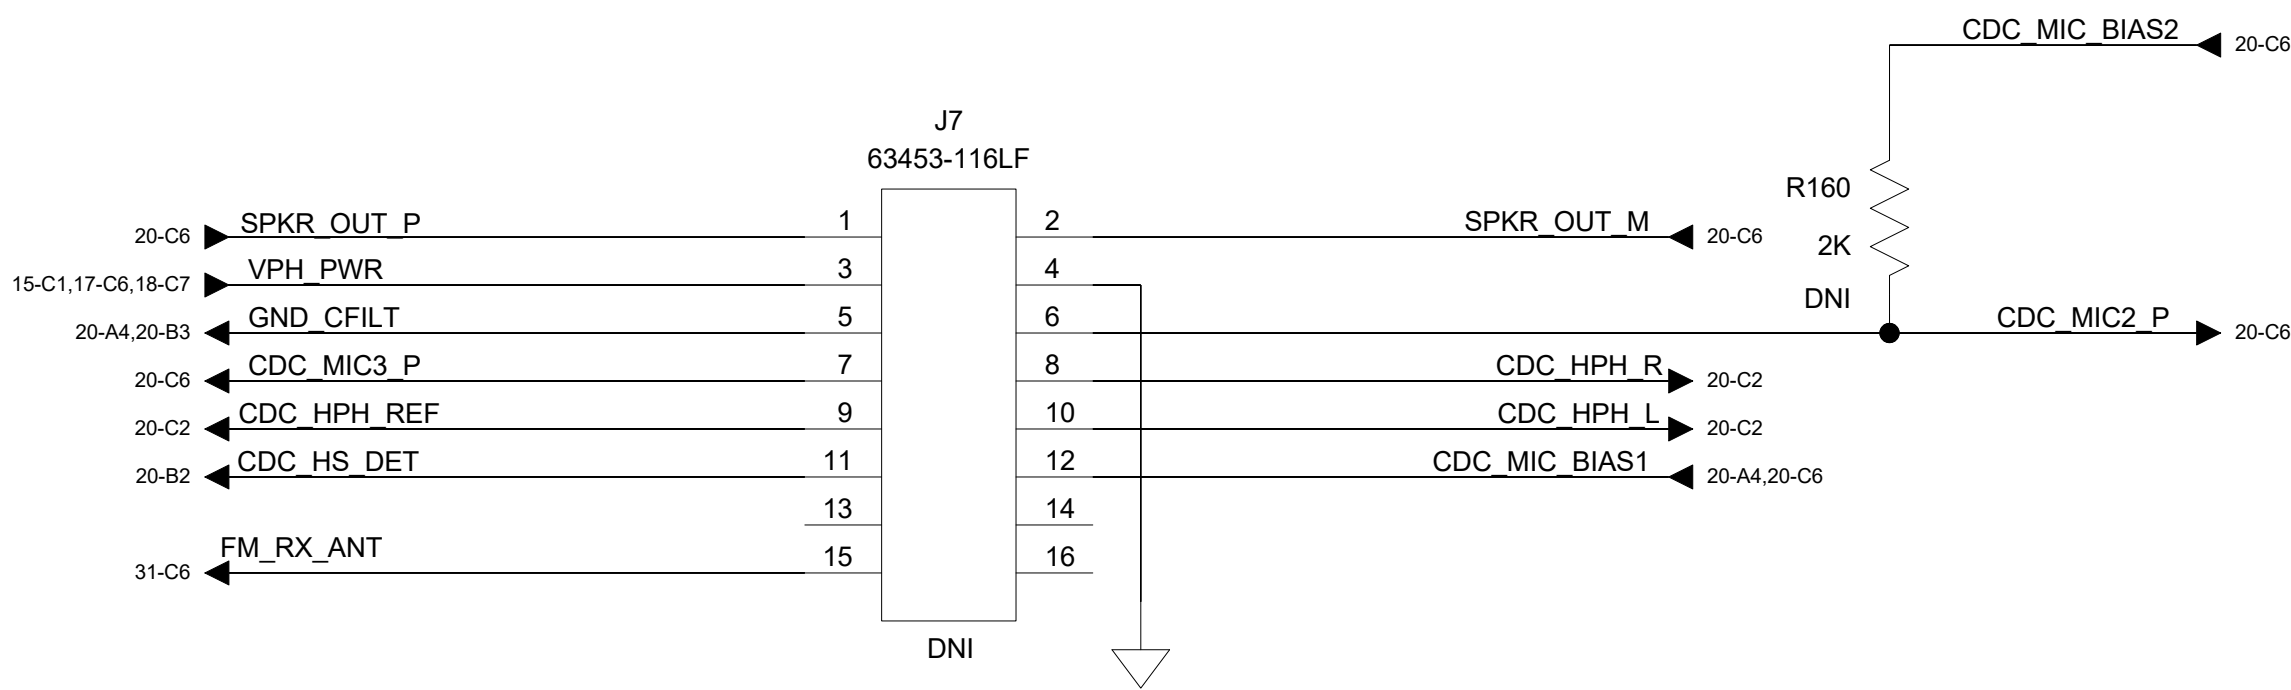 CDC_MIC_BIAS2 20-C6
J7
63453-116LF
R160
2K
DNI
20-C6 SPKR_OUT_P 1 2 SPKR_OUT_M 20-C6
15-C1,17-C6,18-C7 VPH_PWR 3 4
20-A4,20-B3 GND_CFILT 5 6 CDC_MIC2_P 20-C6
20-C6 CDC_MIC3_P 7 8 CDC_HPH_R 20-C2
20-C2 CDC_HPH_REF 9 10 CDC_HPH_L 20-C2
20-B2 CDC_HS_DET 11 12 CDC_MIC_BIAS1 20-A4,20-C6
13 14
31-C6 FM_RX_ANT 15 16
DNI